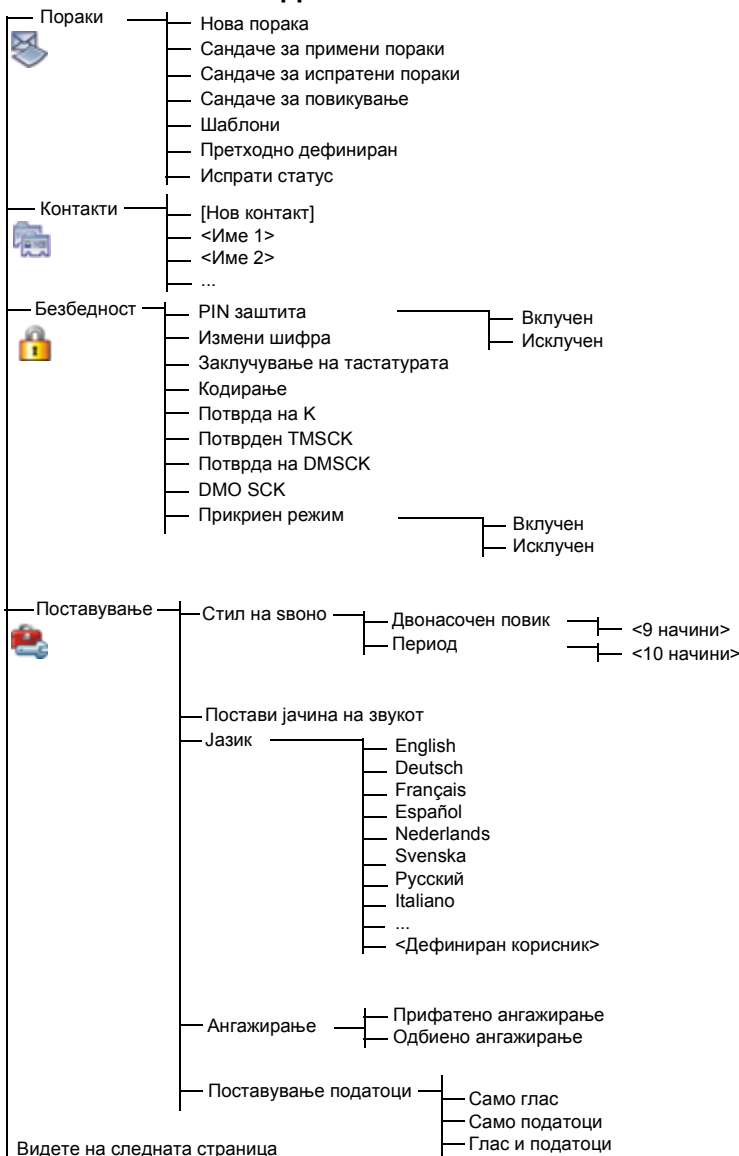 Пораки
Нова порака
Сандаче за примени пораки
Сандаче за испратени пораки
Сандаче за повикување
Шаблони
Претходно дефиниран
Испрати статус
Контакти
[Нов контакт]
<Име 1>
<Име 2>
...
Безбедност
PIN заштита
Вклучен
Исклучен
Измени шифра
Заклучување на тастатурата
Кодирање
Потврда на K
Потврден TMSCK
Потврда на DMSCK
DMO SCK
Прикриен режим
Вклучен
Исклучен
Поставување
Стил на ѕвоно
Двонасочен повик
<9 начини>
Период
<10 начини>
Постави јачина на звукот
Јазик
English
Deutsch
Français
Español
Nederlands
Svenska
Русский
Italiano
...
<Дефиниран корисник>
Ангажирање
Прифатено ангажирање
Одбиено ангажирање
Поставување податоци
Само глас
Само податоци
Глас и податоци
Видете на следната страница